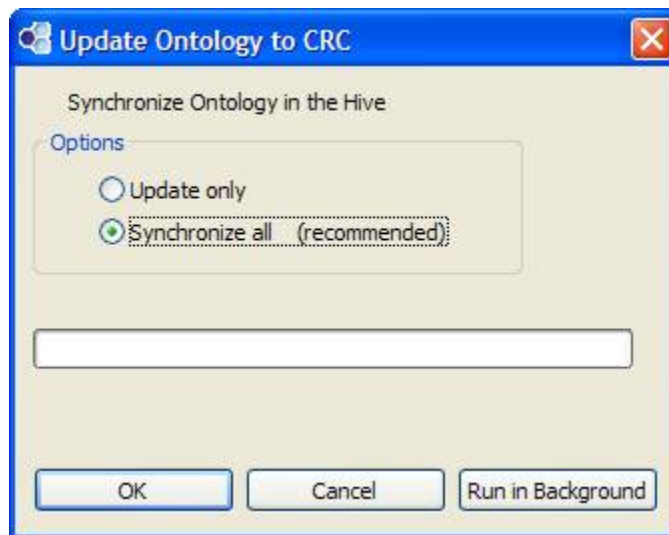 Update Ontology to CRC
Synchronize Ontology in the Hive
Options
Update only
Synchronize all (recommended)
OK Cancel Run in Background